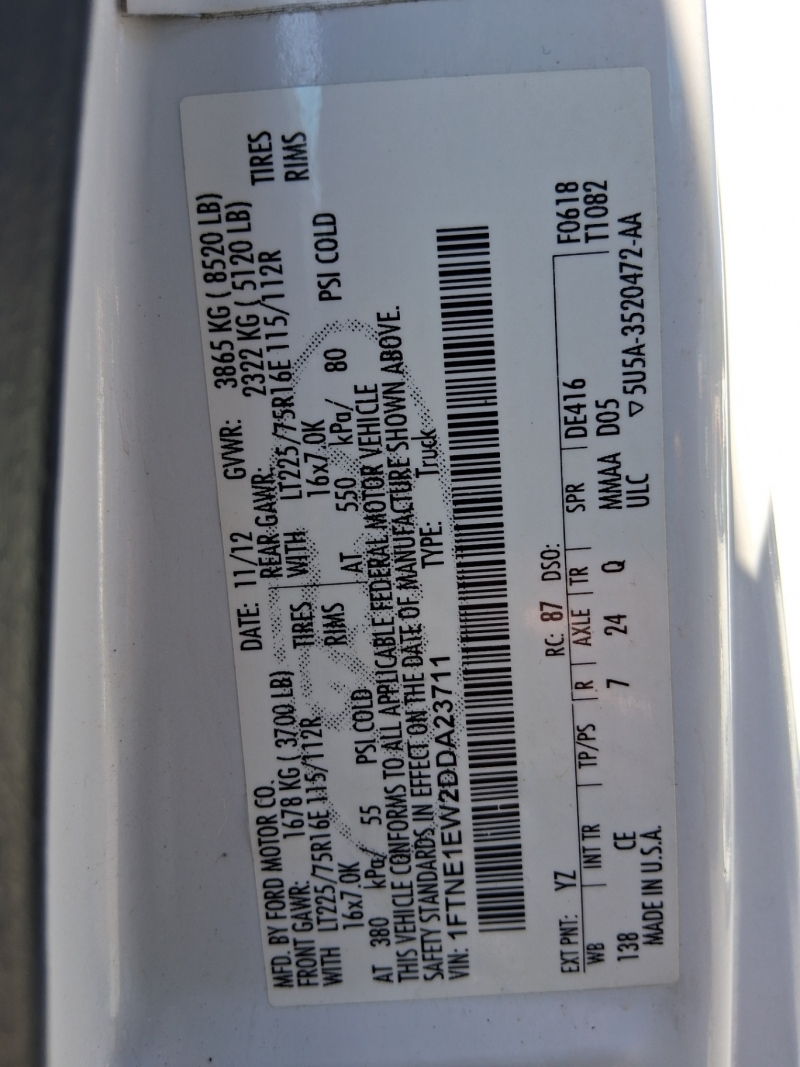 MFD. BY FORD MOTOR CO.
DATE: 11/12 GVWR: 3865 KG ( 8520 LB)
FRONT GAWR: 1678 KG ( 3700 LB) REAR GAWR: 2322 KG ( 5120 LB)
WITH LT225/75R16E 115/112R TIRES WITH LT225/75R16E 115/112R TIRES
16x7.0K RIMS 16x7.0K RIMS
AT 380 kPa/ 55 PSI COLD AT 550 kPa/ 80 PSI COLD
THIS VEHICLE CONFORMS TO ALL APPLICABLE FEDERAL MOTOR VEHICLE
SAFETY STANDARDS IN EFFECT ON THE DATE OF MANUFACTURE SHOWN ABOVE.
VIN: 1FTNE1EW2DDA23711 TYPE: Truck
F0618
T1082
EXT PNT: YZ RC: 87 DSO:
WB INT TR TP/PS R AXLE TR SPR DE416
138 CE 7 24 Q MMAA D05
MADE IN U.S.A. ULC ▽ 5U5A-3520472-AA